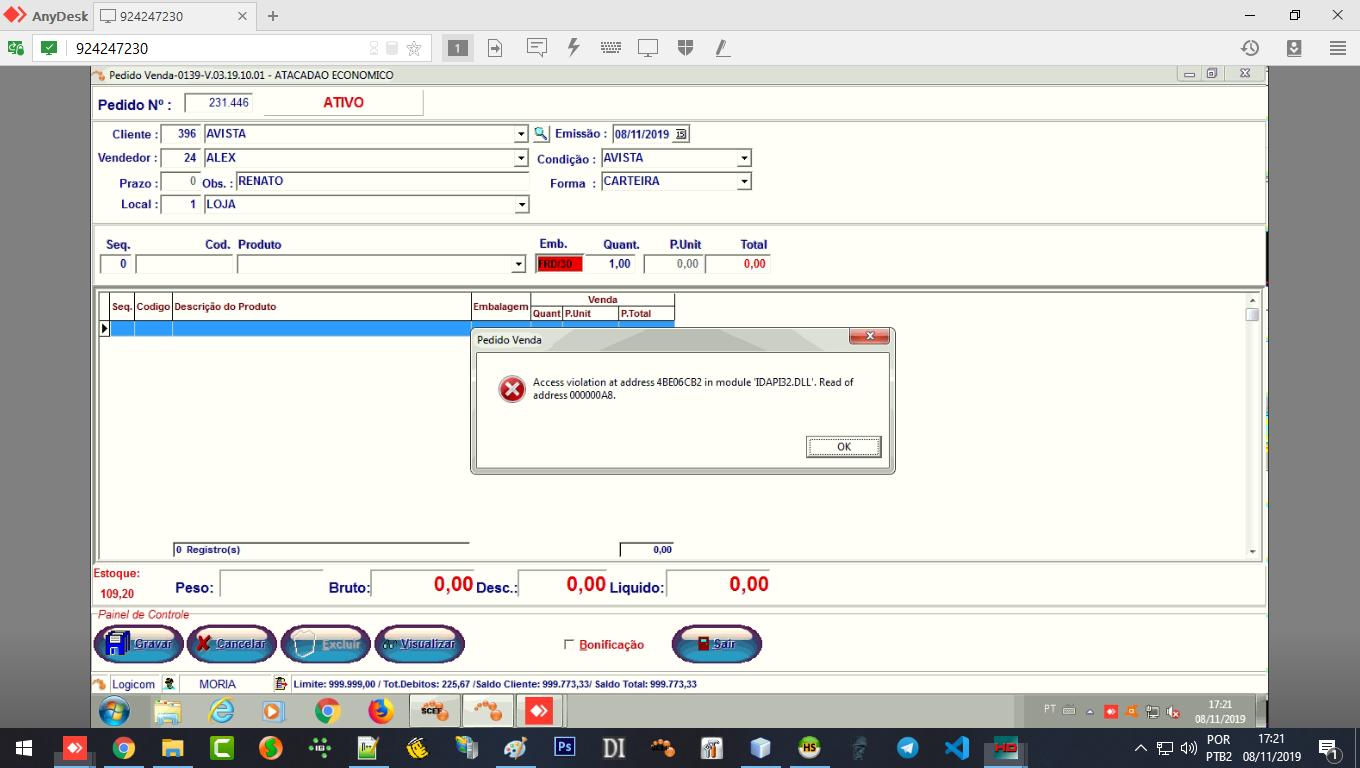 AnyDesk 924247230
924247230 1
Pedido Venda-0139-V.03.19.10.01 - ATACADAO ECONOMICO
Pedido Nº : 231.446 ATIVO
Cliente : 396 AVISTA Emissão : 08/11/2019 15
Vendedor : 24 ALEX Condição : AVISTA
Prazo : 0 Obs. : RENATO Forma : CARTEIRA
Local : 1 LOJA
Seq. Cod. Produto Emb. Quant. P.Unit Total
0 FRD/30 1,00 0,00 0,00
Seq. Codigo Descrição do Produto Embalagem Venda
Quant P.Unit P.Total
Pedido Venda
Access violation at address 4BE06CB2 in module 'IDAPI32.DLL'. Read of
address 000000A8.
OK
0 Registro(s) 0,00
Estoque:
109,20
Peso: Bruto: 0,00 Desc.: 0,00 Liquido: 0,00
Painel de Controle
Gravar Cancelar Excluir Visualizar Bonificação Sair
Logicom MORIA Limite: 999.999,00 / Tot.Debitos: 225,67 /Saldo Cliente: 999.773,33/ Saldo Total: 999.773,33
SCEF PT 17:21
08/11/2019
Ps DI HS HD POR 17:21
PTB2 08/11/2019 1